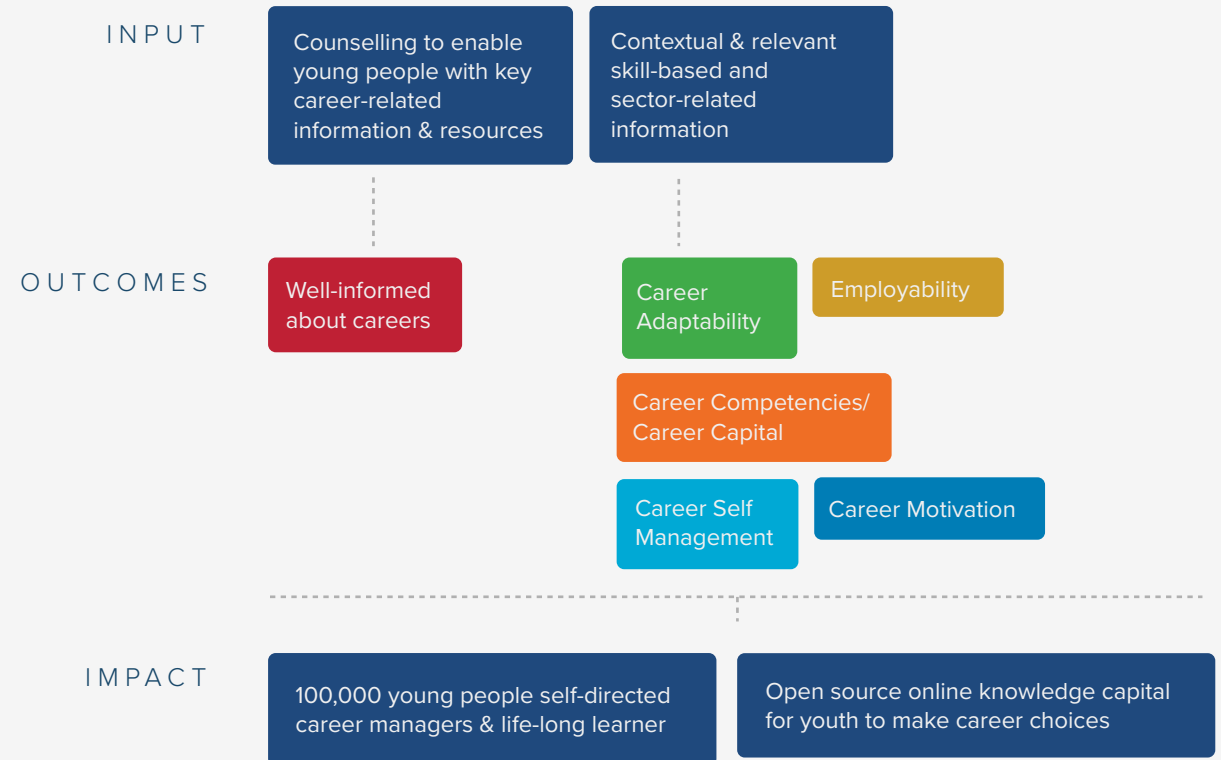 INPUT
Counselling to enable
young people with key
career-related
information & resources
Contextual & relevant
skill-based and
sector-related
information
OUTCOMES
Well-informed
about careers
Career
Adaptability
Employability
Career Competencies/
Career Capital
Career Self
Management
Career Motivation
IMPACT
100,000 young people self-directed
career managers & life-long learner
Open source online knowledge capital
for youth to make career choices